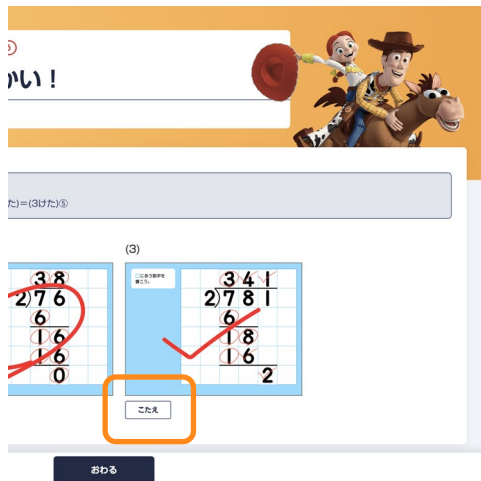 ⑤
かい！
た)=(3けた)⑤
(3)
□にあう数字を
書こう。
38
2)76
6
16
16
0
341
2)781
6
18
16
2
こたえ
おわる